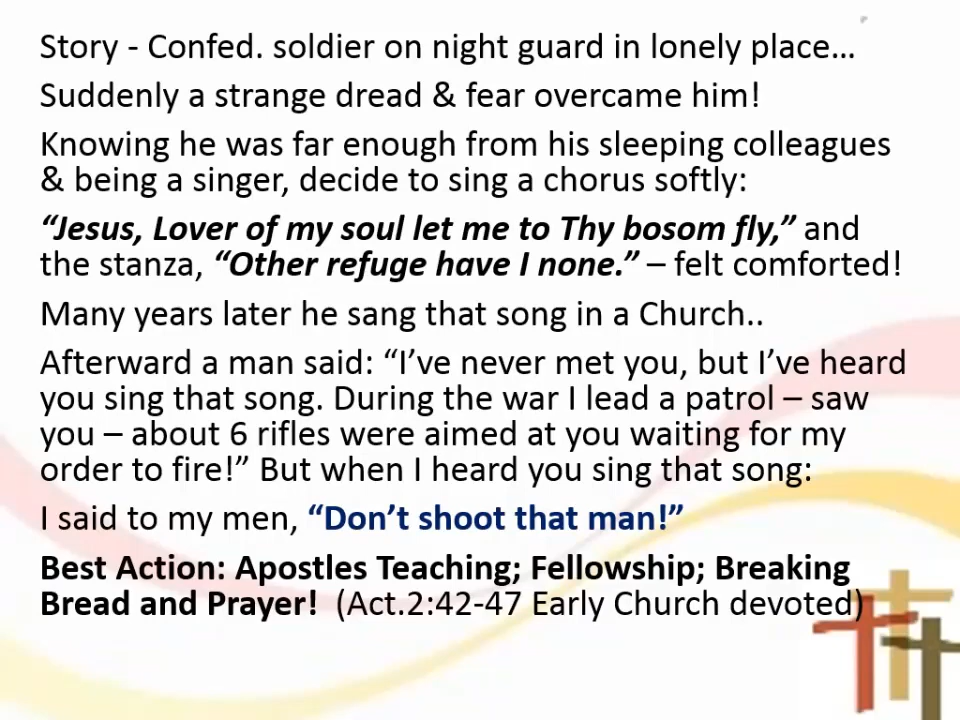 Story - Confed. soldier on night guard in lonely place…
Suddenly a strange dread & fear overcame him!
Knowing he was far enough from his sleeping colleagues
& being a singer, decide to sing a chorus softly:
“Jesus, Lover of my soul let me to Thy bosom fly,” and
the stanza, “Other refuge have I none.” – felt comforted!
Many years later he sang that song in a Church..
Afterward a man said: “I’ve never met you, but I’ve heard
you sing that song. During the war I lead a patrol – saw
you – about 6 rifles were aimed at you waiting for my
order to fire!” But when I heard you sing that song:
I said to my men, “Don’t shoot that man!”
Best Action: Apostles Teaching; Fellowship; Breaking
Bread and Prayer!  (Act.2:42-47 Early Church devoted)